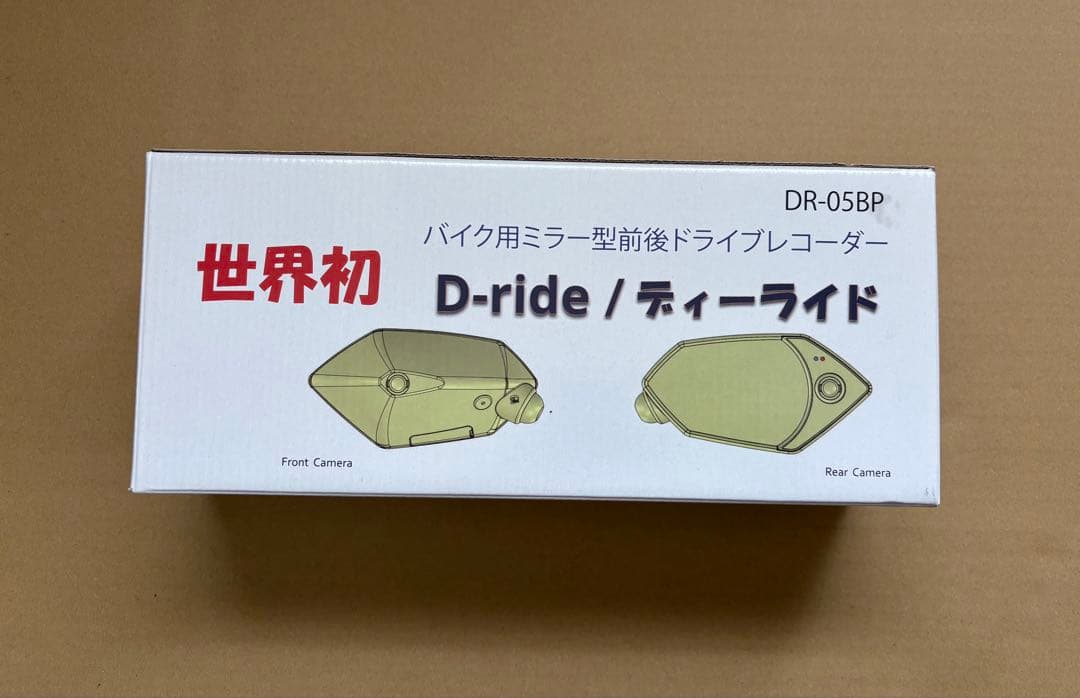 DR-05BP
バイク用ミラー型前後ドライブレコーダー
世界初
D-ride / ディーライド
Front Camera
Rear Camera